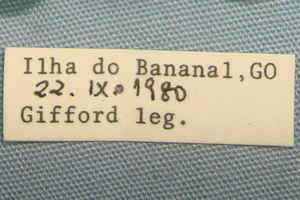 Ilha do Bananal,GO
22. IX. 1980
Gifford leg.